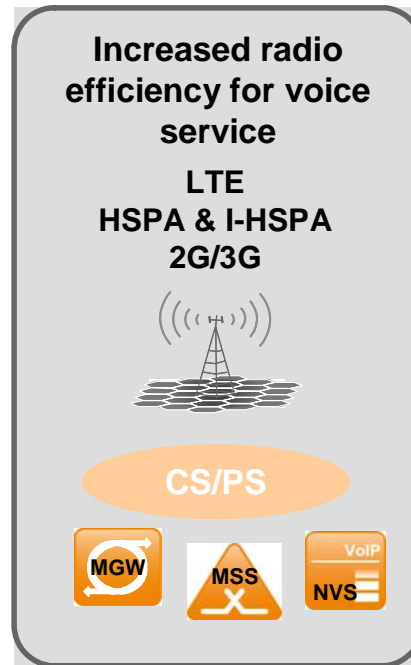 Increased radio
efficiency for voice
service
LTE
HSPA & I-HSPA
2G/3G
CS/PS
MGW
MSS
VoIP
NVS